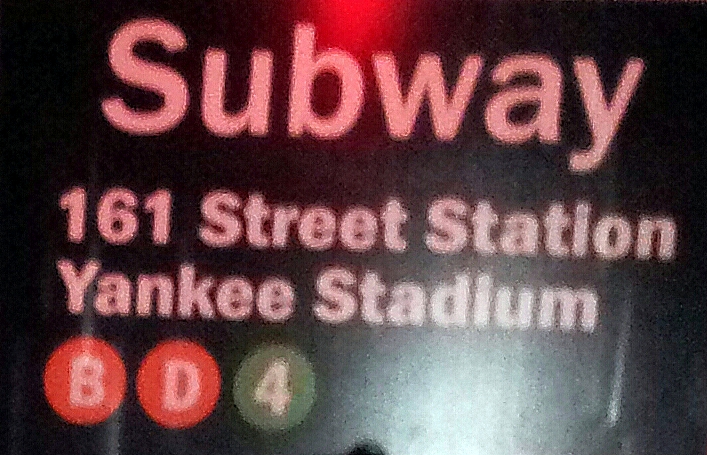 Subway
161 Street Station
Yankee Stadium
B D 4